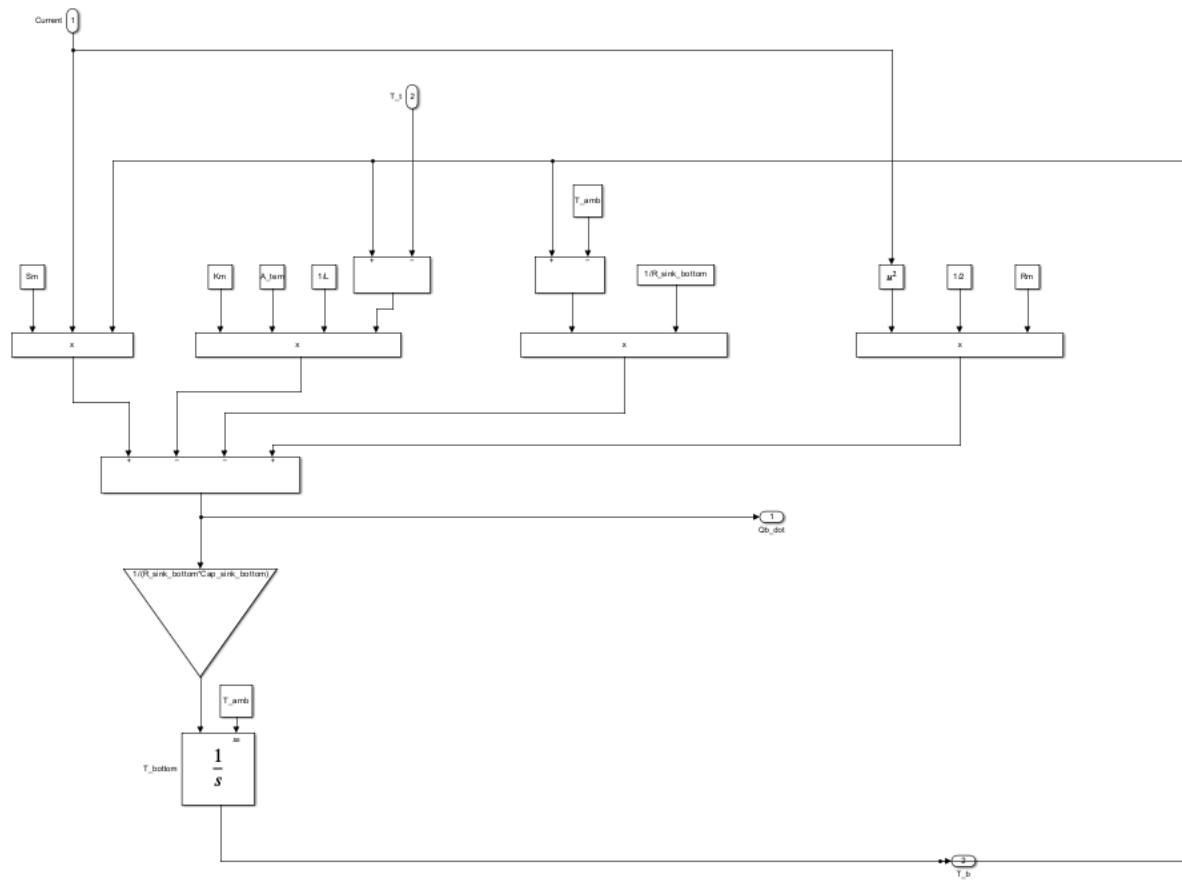 Current
1
T_t
2
T_amb
Sm
Km
A_tem
1/L
+
−
+
−
1/R_sink_bottom
u²
1/2
Rm
x
x
x
x
+
−
−
+
1
Qb_dot
1/(R_sink_bottom*Cap_sink_bottom)
T_amb
T_bottom
x0
1
s
2
T_b